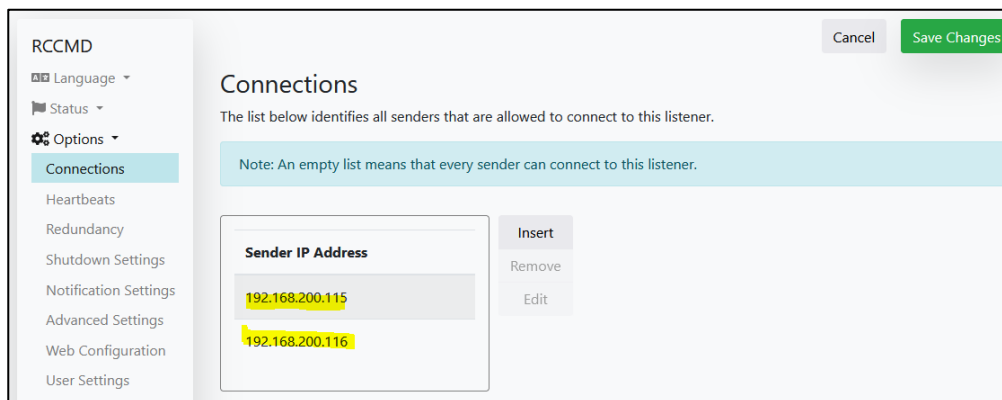 RCCMD
Language
Status
Options
Connections
Heartbeats
Redundancy
Shutdown Settings
Notification Settings
Advanced Settings
Web Configuration
User Settings
Cancel
Save Changes
Connections
The list below identifies all senders that are allowed to connect to this listener.
Note: An empty list means that every sender can connect to this listener.
Sender IP Address
192.168.200.115
192.168.200.116
Insert
Remove
Edit